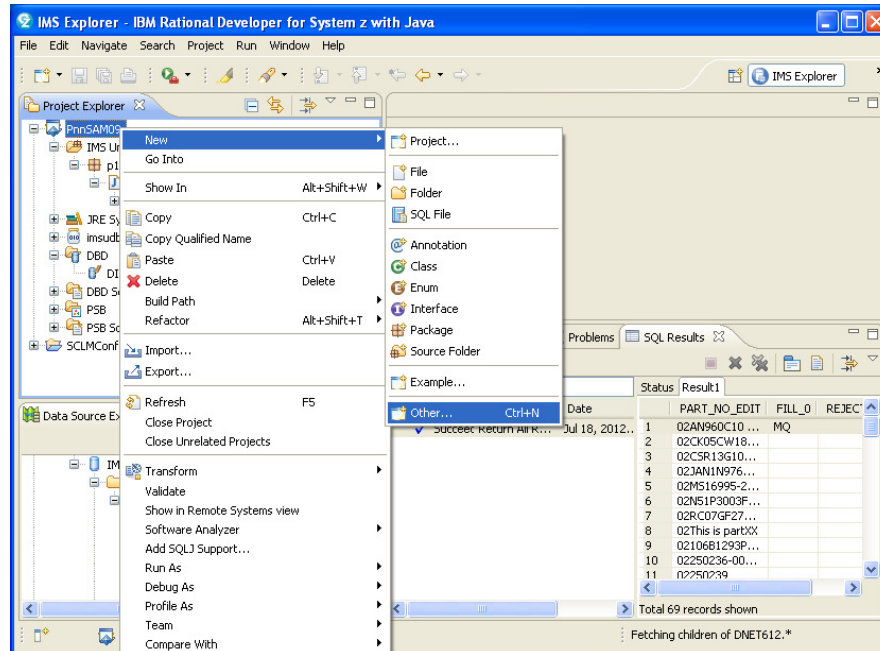 IMS Explorer - IBM Rational Developer for System z with Java
File Edit Navigate Search Project Run Window Help
IMS Explorer
Project Explorer
PnnSAM09
IMS Un
p1
J
JRE Sy
imsudb
DBD
DI
DBD So
PSB
PSB So
SCLMConf
Data Source Ex
IM
New
Go Into
Show In Alt+Shift+W
Copy Ctrl+C
Copy Qualified Name
Paste Ctrl+V
Delete Delete
Build Path
Refactor Alt+Shift+T
Import...
Export...
Refresh F5
Close Project
Close Unrelated Projects
Transform
Validate
Show in Remote Systems view
Software Analyzer
Add SQLJ Support...
Run As
Debug As
Profile As
Team
Compare With
Project...
File
Folder
SQL File
Annotation
Class
Enum
Interface
Package
Source Folder
Example...
Other... Ctrl+N
Problems SQL Results
Date
Succeed Return All R... Jul 18, 2012..
Status Result1
PART_NO_EDIT FILL_0 REJEC
1 02AN960C10 ... MQ
2 02CK05CW18...
3 02CSR13G10...
4 02JAN1N976...
5 02MS16995-2...
6 02N51P3003F...
7 02RC07GF27...
8 02This is partXX
9 02106B1293P...
10 02250236-00...
11 02250239
Total 69 records shown
Fetching children of DNET612.*